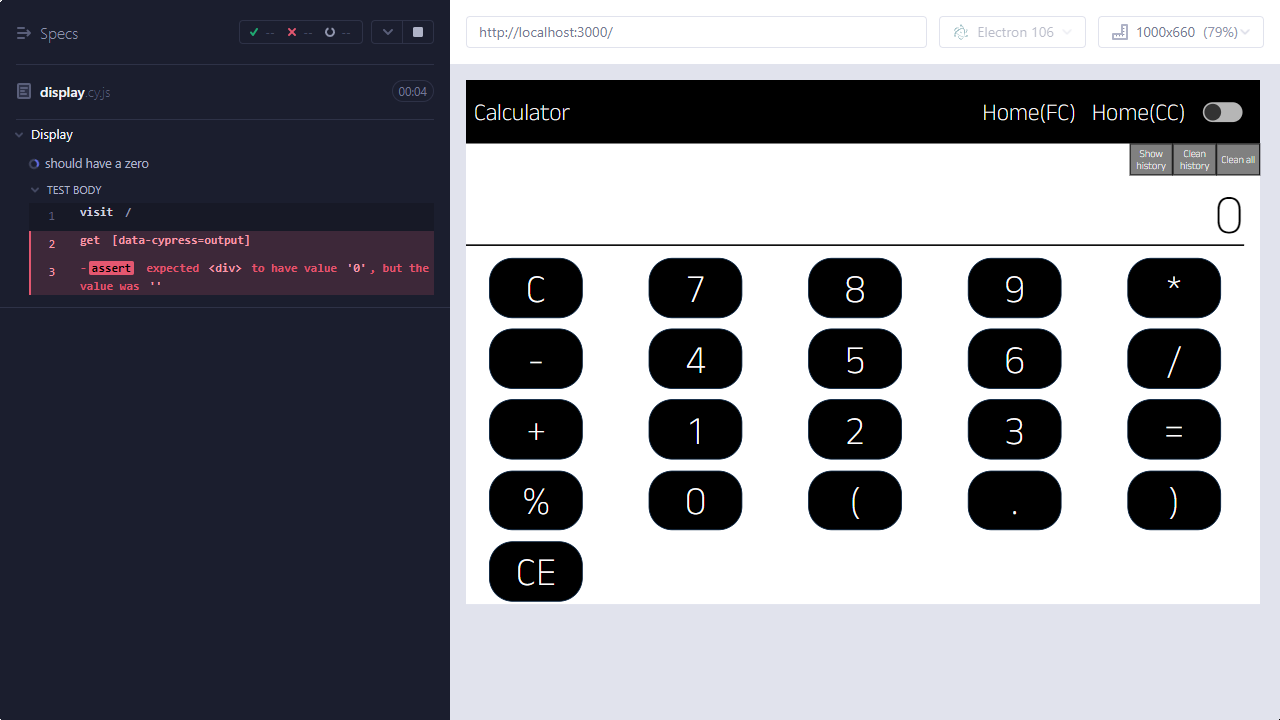 Specs
-- -- --
display.cy.js
00:04
Display
should have a zero
TEST BODY
1 visit /
2 get [data-cypress=output]
3 -assert expected <div> to have value '0', but the
value was ''
http://localhost:3000/
Electron 106
1000x660 (79%)
Calculator
Home(FC) Home(CC)
Show
history
Clean
history
Clean all
0
C 7 8 9 *
- 4 5 6 /
+ 1 2 3 =
% 0 ( . )
CE